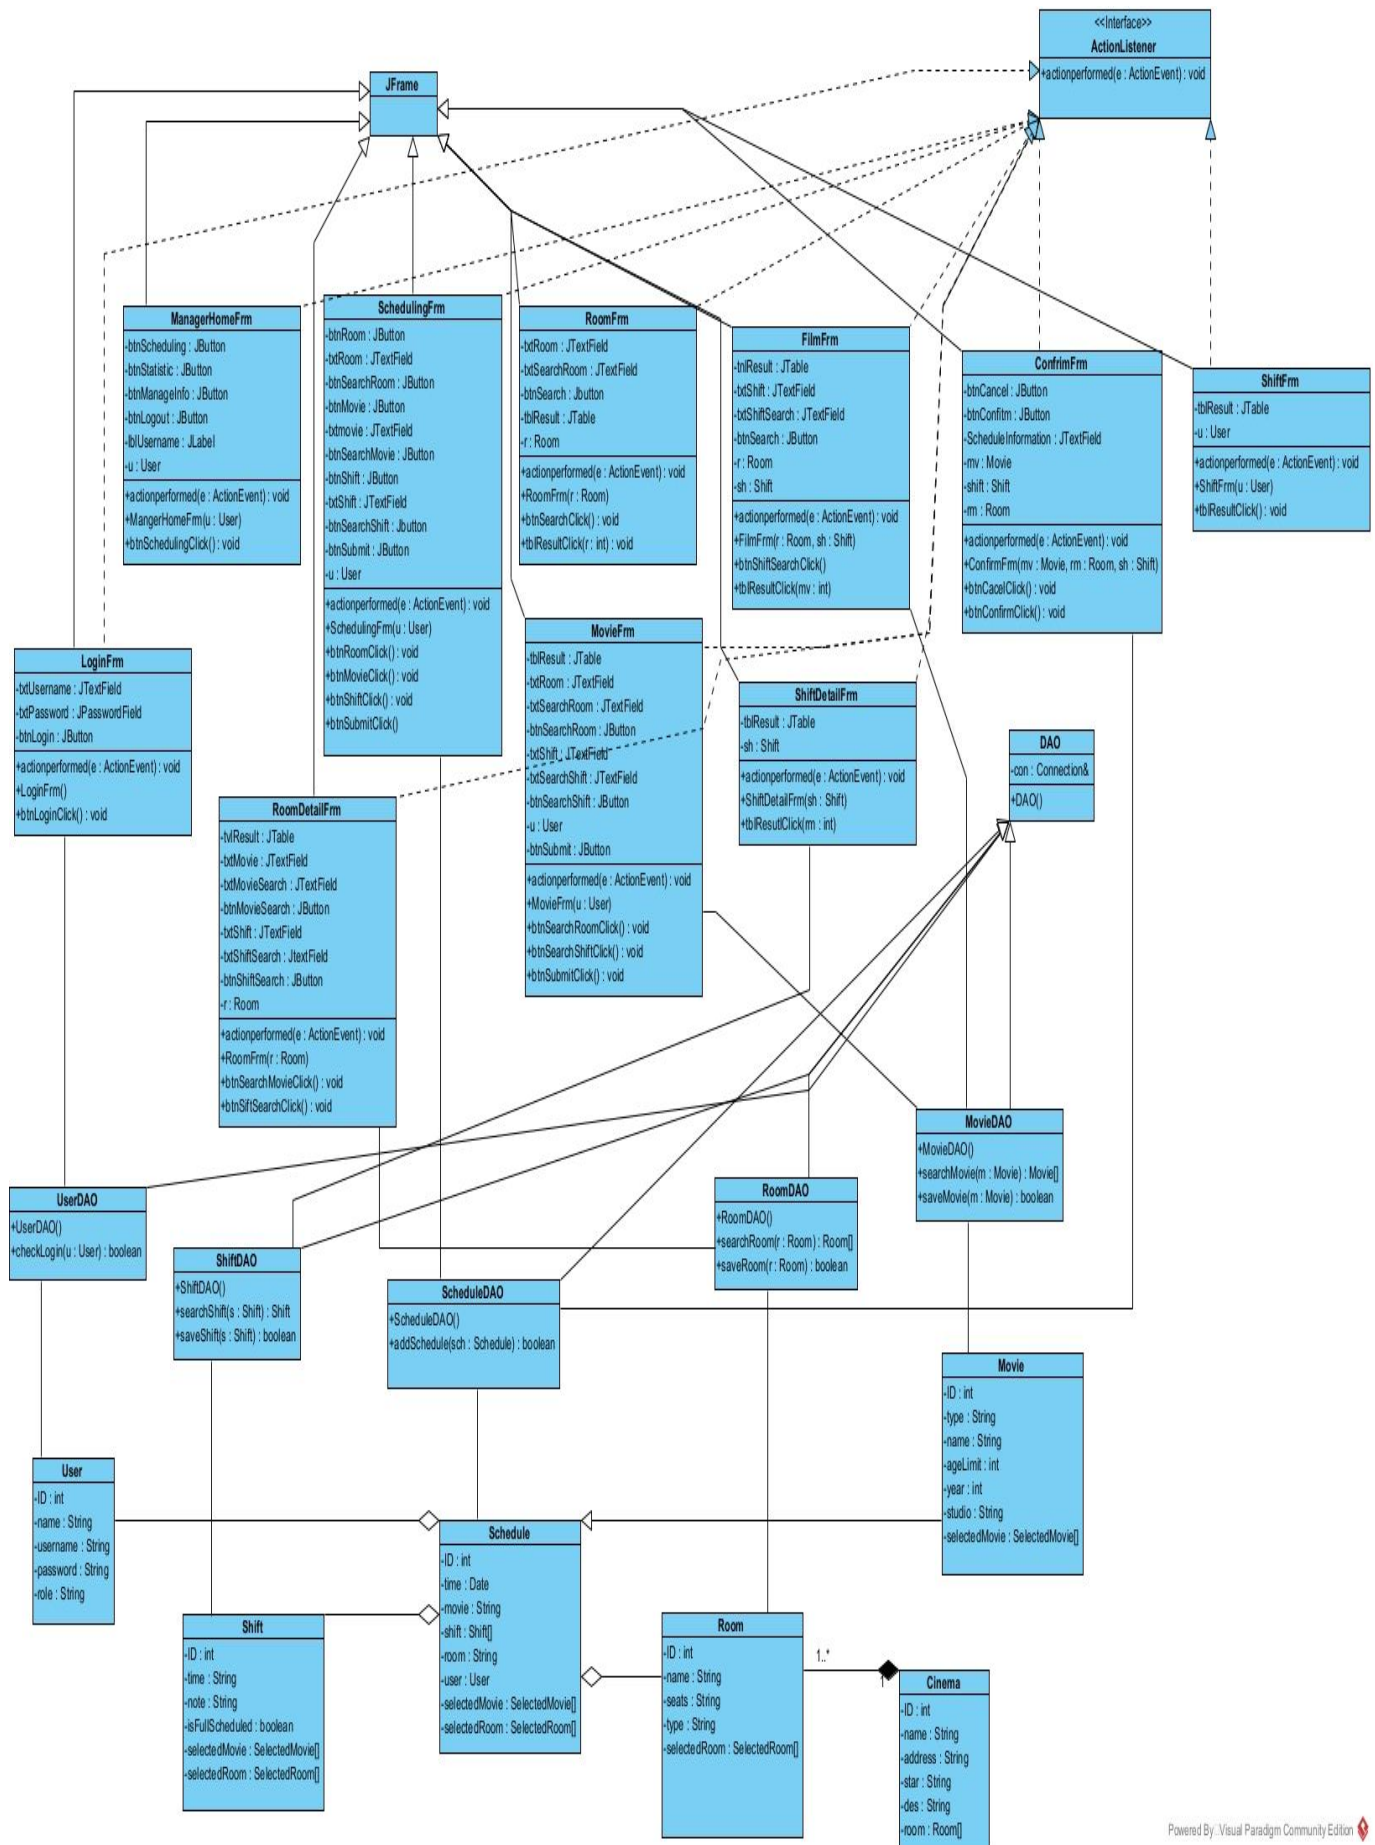 <<Interface>>
ActionListener
+actionperformed(e : ActionEvent) : void
JFrame
ManagerHomeFrm
-btnScheduling : JButton
-btnStatistic : JButton
-btnManageInfo : JButton
-btnLogout : JButton
-lblUsername : JLabel
-u : User
+actionperformed(e : ActionEvent) : void
+MangerHomeFrm(u : User)
+btnSchedulingClick() : void
SchedulingFrm
-btnRoom : JButton
-txtRoom : JTextField
-btnSearchRoom : JButton
-btnMovie : JButton
-txtmovie : JTextField
-btnSearchMovie : JButton
-btnShift : JButton
-txtShift : JTextField
-btnSearchShift : Jbutton
-btnSubmit : JButton
-u : User
+actionperformed(e : ActionEvent) : void
+SchedulingFrm(u : User)
+btnRoomClick() : void
+btnMovieClick() : void
+btnShiftClick() : void
+btnSubmitClick()
RoomFrm
-txtRoom : JTextField
-txtSearchRoom : JTextField
-btnSearch : Jbutton
-tblResult : JTable
-r : Room
+actionperformed(e : ActionEvent) : void
+RoomFrm(r : Room)
+btnSearchClick() : void
+tblResultClick(r : int) : void
FilmFrm
-tnlResult : JTable
-txtShift : JTextField
-txtShiftSearch : JTextField
-btnSearch : JButton
-r : Room
-sh : Shift
+actionperformed(e : ActionEvent) : void
+FilmFrm(r : Room, sh : Shift)
+btnShiftSearchClick()
+tblResultClick(mv : int)
ConfrimFrm
-btnCancel : JButton
-btnConfitm : JButton
-ScheduleInformation : JTextField
-mv : Movie
-shift : Shift
-rm : Room
+actionperformed(e : ActionEvent) : void
+ConfirmFrm(mv : Movie, rm : Room, sh : Shift)
+btnCacelClick() : void
+btnConfirmClick() : void
ShiftFrm
-tblResult : JTable
-u : User
+actionperformed(e : ActionEvent) : void
+ShiftFrm(u : User)
+tblResultClick() : void
LoginFrm
-txtUsername : JTextField
-txtPassword : JPasswordField
-btnLogin : JButton
+actionperformed(e : ActionEvent) : void
+LoginFrm()
+btnLoginClick() : void
MovieFrm
-tblResult : JTable
-txtRoom : JTextField
-txtSearchRoom : JTextField
-btnSearchRoom : JButton
-txtShift : JTextField
-txtSearchShift : JTextField
-btnSearchShift : JButton
-u : User
-btnSubmit : JButton
+actionperformed(e : ActionEvent) : void
+MovieFrm(u : User)
+btnSearchRoomClick() : void
+btnSearchShiftClick() : void
+btnSubmitClick() : void
ShiftDetailFrm
-tblResult : JTable
-sh : Shift
+actionperformed(e : ActionEvent) : void
+ShiftDetailFrm(sh : Shift)
+tblResutlClick(rm : int)
DAO
-con : Connection&
+DAO()
RoomDetailFrm
-tvlResult : JTable
-txtMovie : JTextField
-txtMovieSearch : JTextField
-btnMovieSearch : JButton
-txtShift : JTextField
-txtShiftSearch : JtextField
-btnShiftSearch : JButton
-r : Room
+actionperformed(e : ActionEvent) : void
+RoomFrm(r : Room)
+btnSearchMovieClick() : void
+btnSiftSearchClick() : void
MovieDAO
+MovieDAO()
+searchMovie(m : Movie) : Movie[]
+saveMovie(m : Movie) : boolean
UserDAO
+UserDAO()
+checkLogin(u : User) : boolean
RoomDAO
+RoomDAO()
+searchRoom(r : Room) : Room[]
+saveRoom(r : Room) : boolean
ShiftDAO
+ShiftDAO()
+searchShift(s : Shift) : Shift
+saveShift(s : Shift) : boolean
ScheduleDAO
+ScheduleDAO()
+addSchedule(sch : Schedule) : boolean
Movie
-ID : int
-type : String
-name : String
-ageLimit : int
-year : int
-studio : String
-selectedMovie : SelectedMovie[]
User
-ID : int
-name : String
-username : String
-password : String
-role : String
Schedule
-ID : int
-time : Date
-movie : String
-shift : Shift[]
-room : String
-user : User
-selectedMovie : SelectedMovie[]
-selectedRoom : SelectedRoom[]
Shift
-ID : int
-time : String
-note : String
-isFullScheduled : boolean
-selectedMovie : SelectedMovie[]
-selectedRoom : SelectedRoom[]
Room
-ID : int
-name : String
-seats : String
-type : String
-selectedRoom : SelectedRoom[]
1..*
1
Cinema
-ID : int
-name : String
-address : String
-star : String
-des : String
-room : Room[]
Powered By Visual Paradigm Community Edition